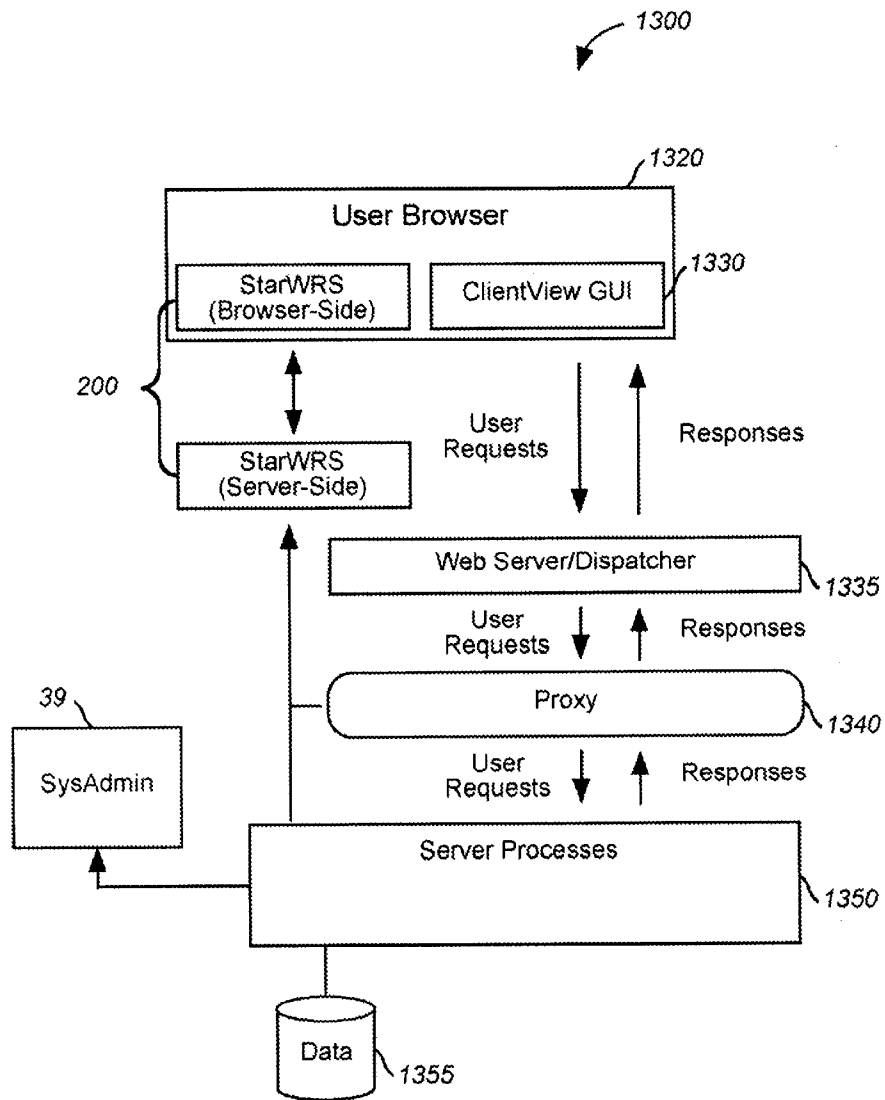 1300
1320
User Browser
1330
StarWRS
(Browser-Side)
ClientView GUI
200
User
Requests
Responses
StarWRS
(Server-Side)
Web Server/Dispatcher
1335
User
Requests
Responses
39
Proxy
1340
SysAdmin
User
Requests
Responses
Server Processes
1350
Data
1355